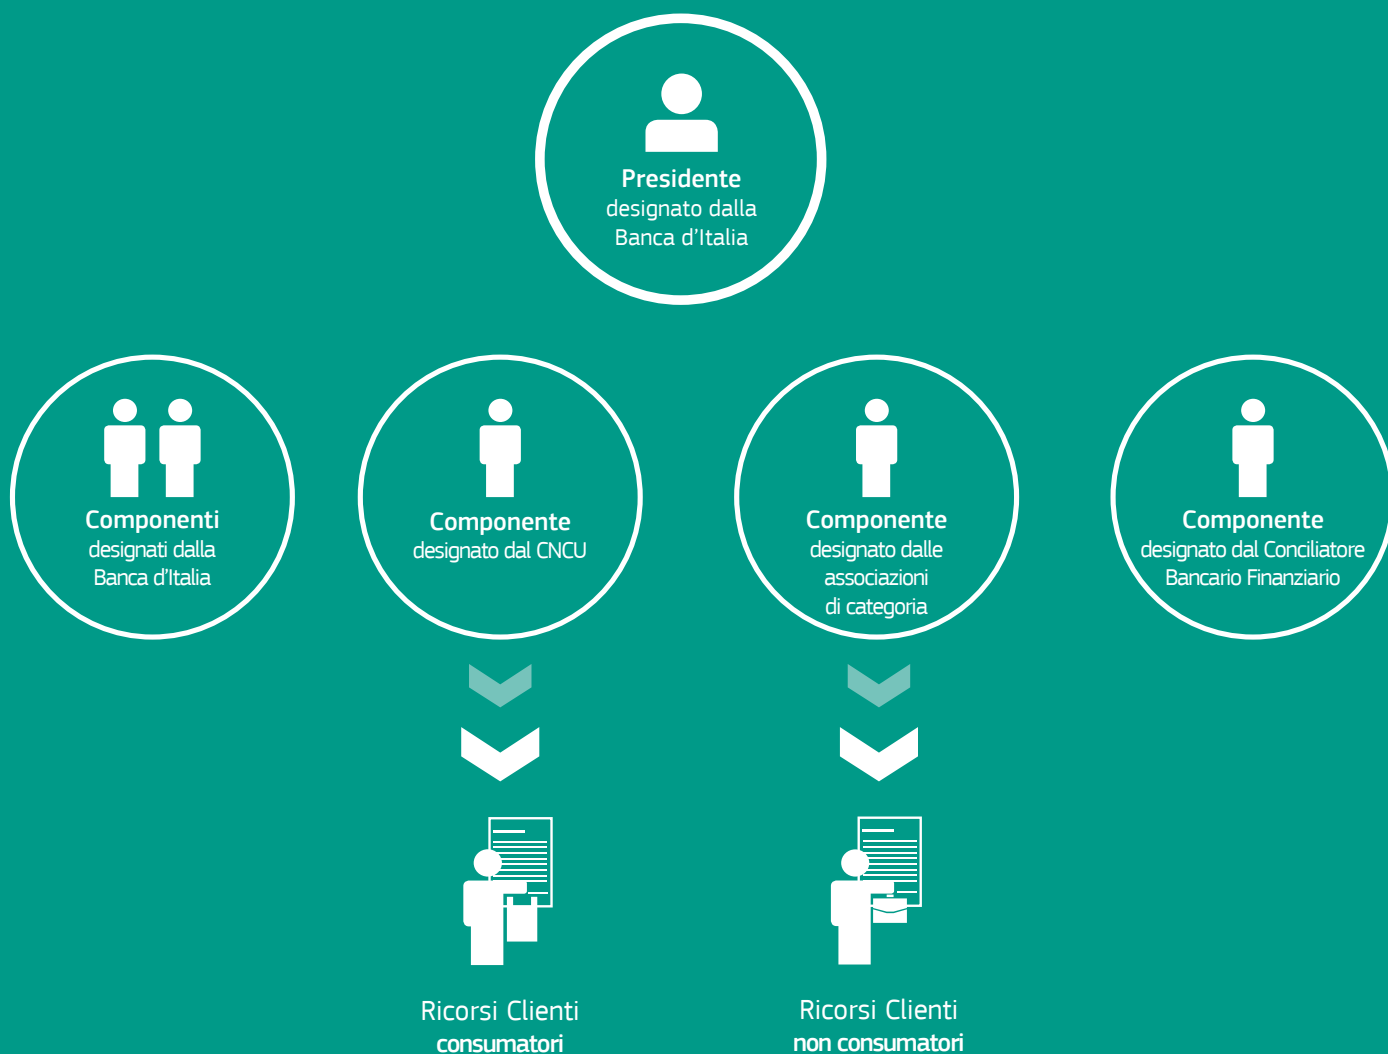 Presidente
designato dalla
Banca d'Italia
Componenti
designati dalla
Banca d'Italia
Componente
designato dal CNCU
Componente
designato dalle
associazioni
di categoria
Componente
designato dal Conciliatore
Bancario Finanziario
Ricorsi Clienti
consumatori
Ricorsi Clienti
non consumatori